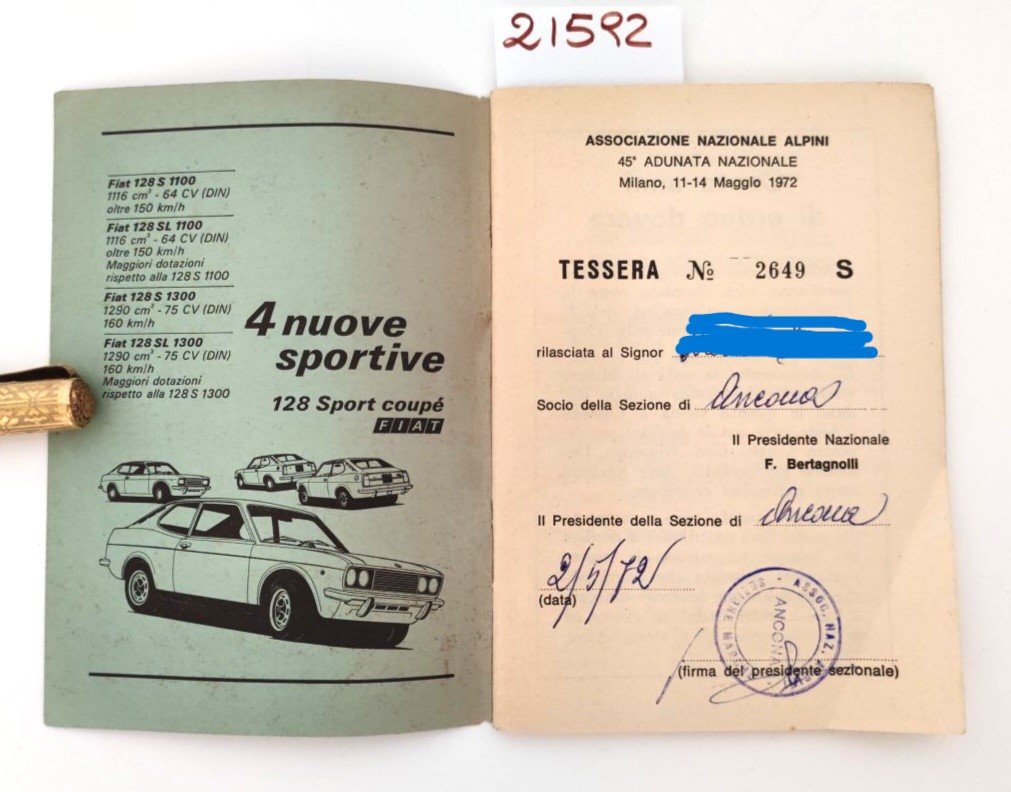 21592
Fiat 128 S 1100
1116 cm³ - 64 CV (DIN)
oltre 150 km/h
Fiat 128 SL 1100
1116 cm³ - 64 CV (DIN)
oltre 150 km/h
Maggiori dotazioni
rispetto alla 128 S 1100
Fiat 128 S 1300
1290 cm³ - 75 CV (DIN)
160 km/h
Fiat 128 SL 1300
1290 cm³ - 75 CV (DIN)
160 km/h
Maggiori dotazioni
rispetto alla 128 S 1300
4 nuove
sportive
128 Sport coupé
FIAT
ASSOCIAZIONE NAZIONALE ALPINI
45ª ADUNATA NAZIONALE
Milano, 11-14 Maggio 1972
TESSERA № 2649 S
rilasciata al Signor
Socio della Sezione di Ancona
Il Presidente Nazionale
F. Bertagnolli
Il Presidente della Sezione di Ancona
2/5/72
(data)
ASSOC. NAZ. ALPINI - SEZIONE
ANCONA
(firma del presidente sezionale)